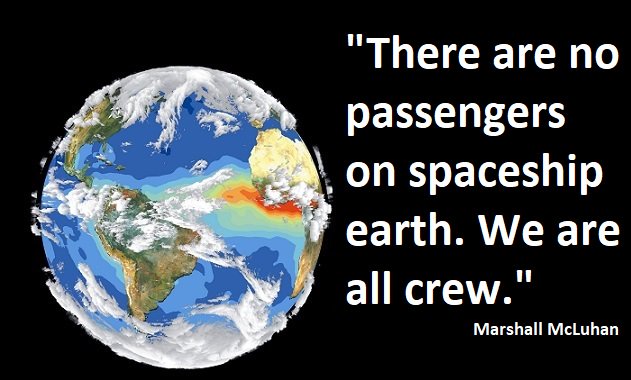 "There are no
passengers
on spaceship
earth. We are
all crew."
Marshall McLuhan